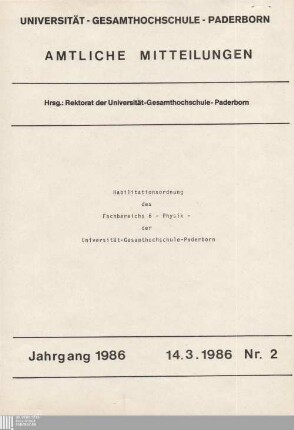 UNIVERSITÄT - GESAMTHOCHSCHULE - PADERBORN
AMTLICHE MITTEILUNGEN
Hrsg.: Rektorat der Universität-Gesamthochschule- Paderborn
Habilitationsordnung
des
Fachbereichs 6 - Physik -
der
Universität-Gesamthochschule-Paderborn
Jahrgang 1986 14.3.1986 Nr. 2